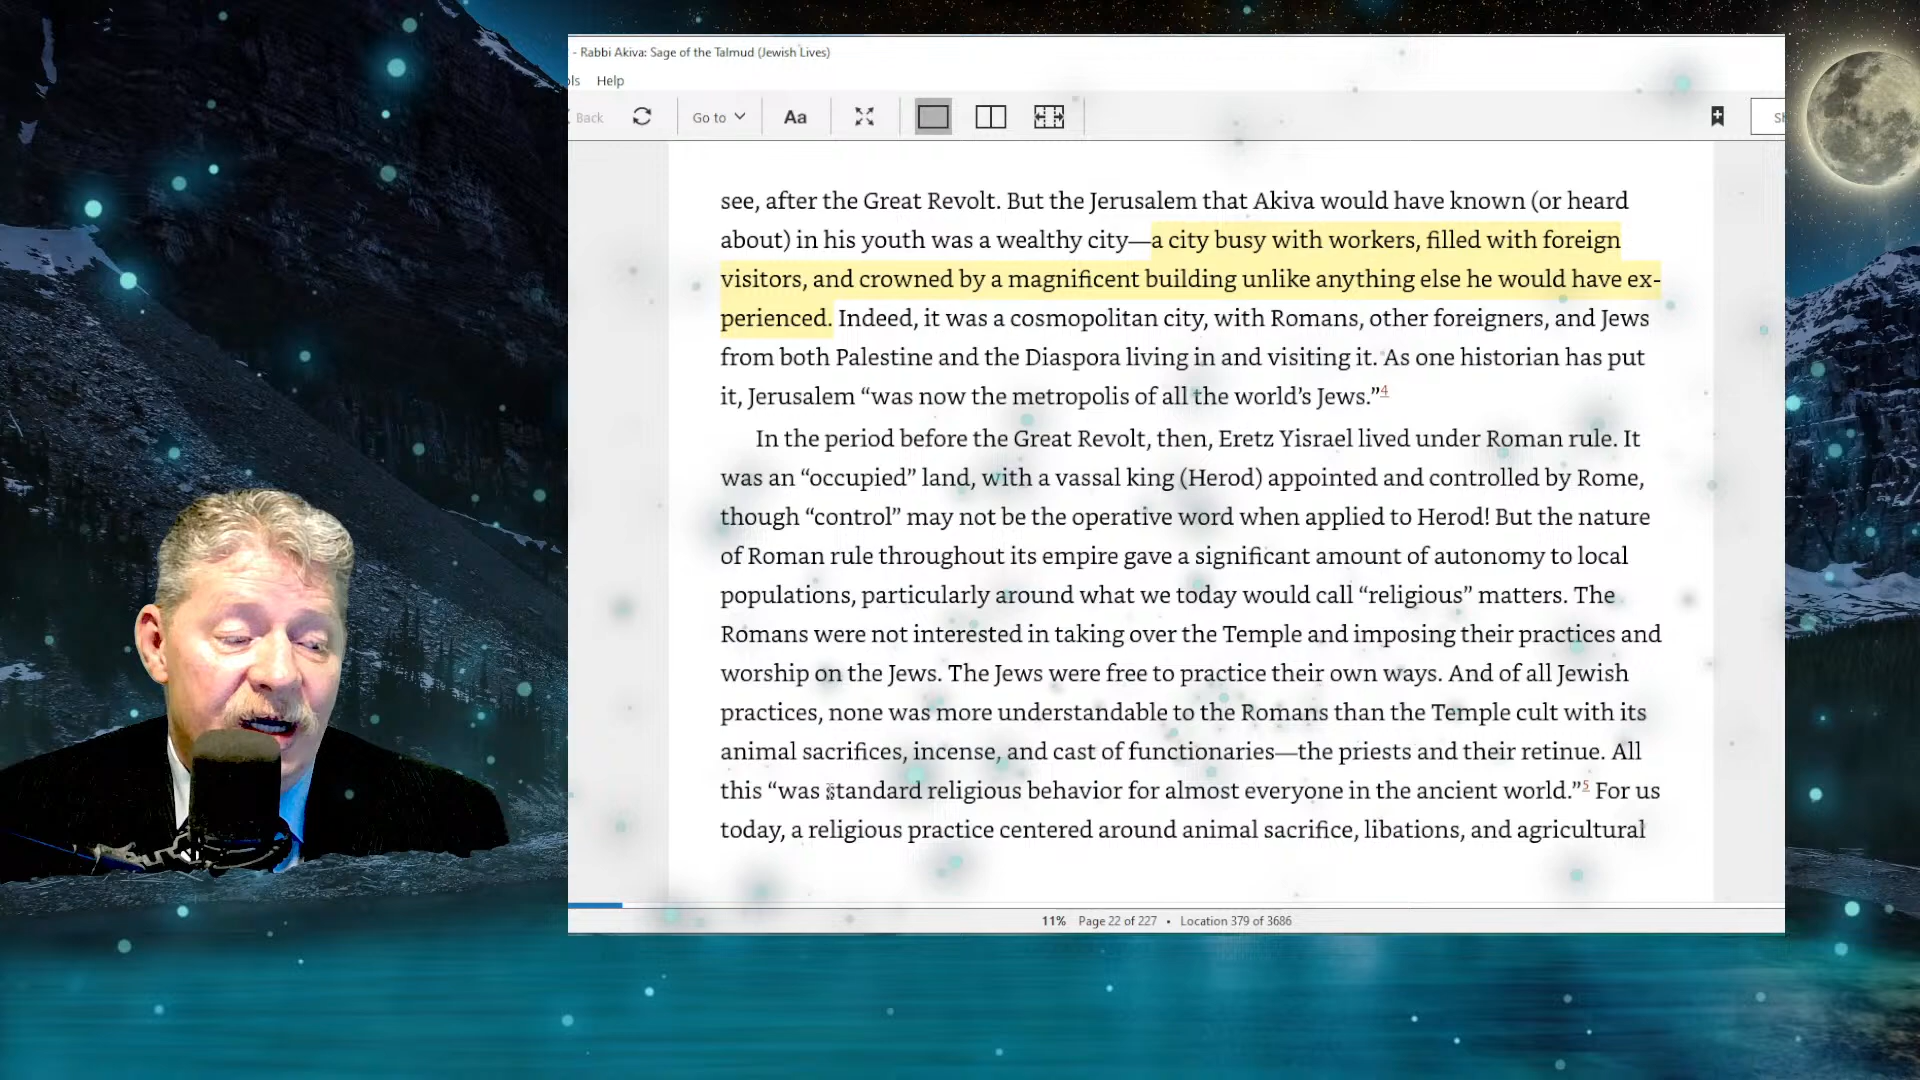 - Rabbi Akiva: Sage of the Talmud (Jewish Lives)
ls Help
Back Go to Aa
see, after the Great Revolt. But the Jerusalem that Akiva would have known (or heard
about) in his youth was a wealthy city—a city busy with workers, filled with foreign
visitors, and crowned by a magnificent building unlike anything else he would have ex-
perienced. Indeed, it was a cosmopolitan city, with Romans, other foreigners, and Jews
from both Palestine and the Diaspora living in and visiting it. As one historian has put
it, Jerusalem “was now the metropolis of all the world’s Jews.”4
In the period before the Great Revolt, then, Eretz Yisrael lived under Roman rule. It
was an “occupied” land, with a vassal king (Herod) appointed and controlled by Rome,
though “control” may not be the operative word when applied to Herod! But the nature
of Roman rule throughout its empire gave a significant amount of autonomy to local
populations, particularly around what we today would call “religious” matters. The
Romans were not interested in taking over the Temple and imposing their practices and
worship on the Jews. The Jews were free to practice their own ways. And of all Jewish
practices, none was more understandable to the Romans than the Temple cult with its
animal sacrifices, incense, and cast of functionaries—the priests and their retinue. All
this “was standard religious behavior for almost everyone in the ancient world.”5 For us
today, a religious practice centered around animal sacrifice, libations, and agricultural
11% Page 22 of 227 • Location 379 of 3686